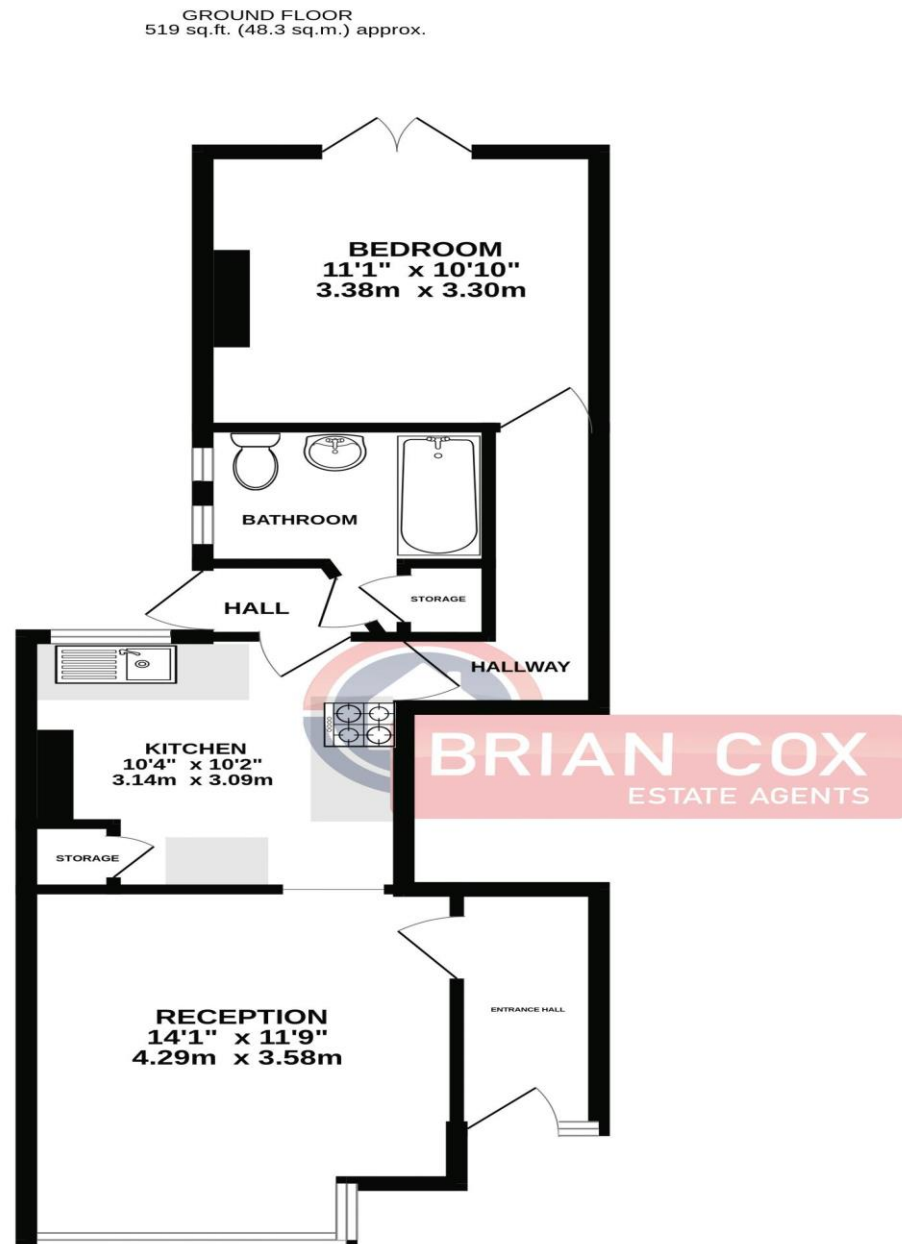 GROUND FLOOR
519 sq.ft. (48.3 sq.m.) approx.
BEDROOM
11'1" x 10'10"
3.38m x 3.30m
BATHROOM
HALL
STORAGE
HALLWAY
KITCHEN
10'4" x 10'2"
3.14m x 3.09m
BRIAN COX
ESTATE AGENTS
STORAGE
RECEPTION
14'1" x 11'9"
4.29m x 3.58m
ENTRANCE HALL